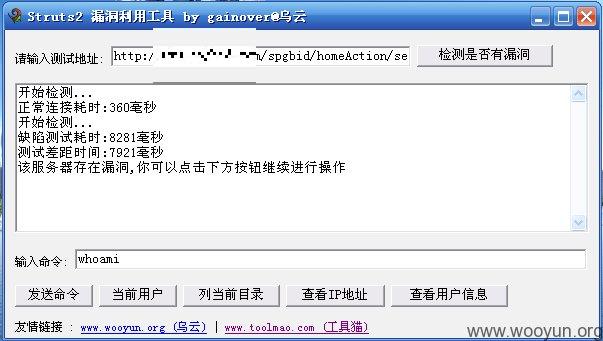 Struts2 漏洞利用工具 by gainover@乌云
请输入测试地址: http:/ m/spgbid/homeAction/se 检测是否有漏洞
开始检测...
正常连接耗时:360毫秒
开始检测...
缺陷测试耗时:8281毫秒
测试差距时间:7921毫秒
该服务器存在漏洞,你可以点击下方按钮继续进行操作
输入命令: whoami
发送命令 当前用户 列当前目录 查看IP地址 查看用户信息
友情链接 : www.wooyun.org (乌云) | www.toolmao.com (工具猫)
www.wooyun.org